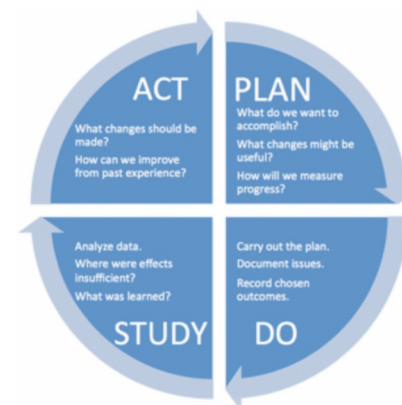 ACT
What changes should be
made?
How can we improve
from past experience?
PLAN
What do we want to
accomplish?
What changes might be
useful?
How will we measure
progress?
Analyze data.
Where were effects
insufficient?
What was learned?
STUDY
Carry out the plan.
Document issues.
Record chosen
outcomes.
DO